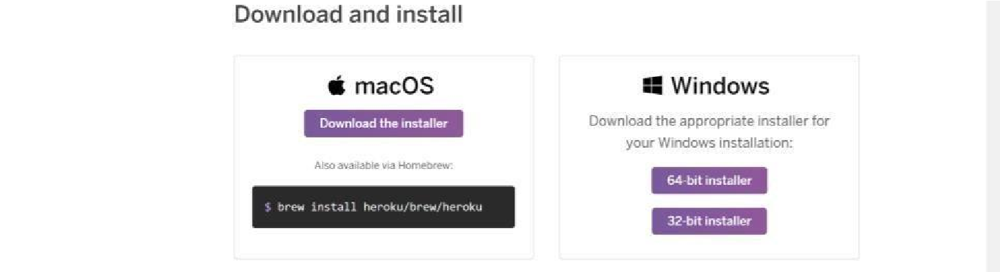 Download and install
macOS
Download the installer
Also available via Homebrew:
$ brew install heroku/brew/heroku
Windows
Download the appropriate installer for
your Windows installation:
64-bit installer
32-bit installer